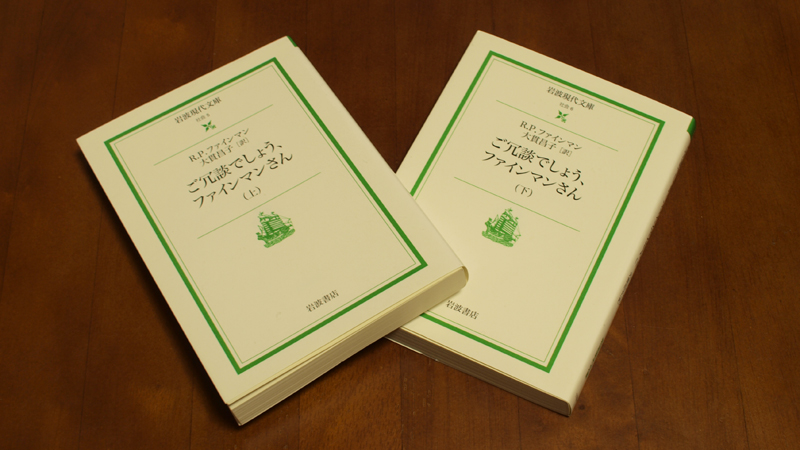 岩波現代文庫
R.P.ファインマン
大貫昌子〔訳〕
ご冗談でしょう、
ファインマンさん
(上)
岩波書店
岩波現代文庫
R.P.ファインマン
大貫昌子〔訳〕
ご冗談でしょう、
ファインマンさん
(下)
岩波書店